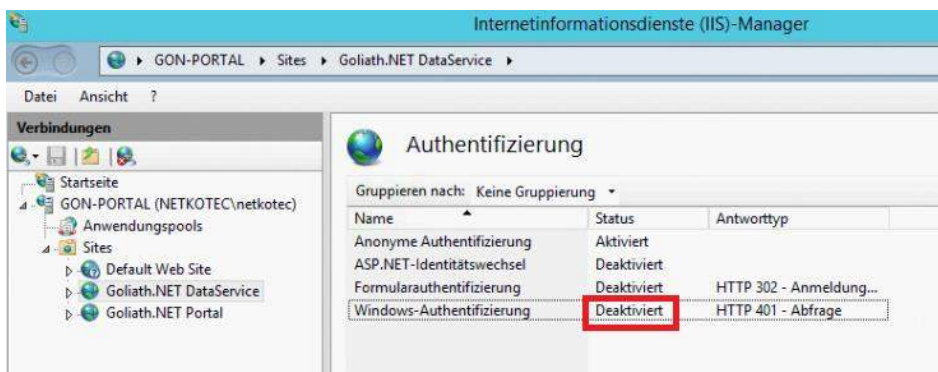 Internetinformationsdienste (IIS)-Manager
GON-PORTAL Sites Goliath.NET DataService
Datei Ansicht ?
Verbindungen
Startseite
GON-PORTAL (NETKOTEC\netkotec)
Anwendungspools
Sites
Default Web Site
Goliath.NET DataService
Goliath.NET Portal
Authentifizierung
Gruppieren nach: Keine Gruppierung
Name Status Antworttyp
Anonyme Authentifizierung Aktiviert
ASP.NET-Identitätswechsel Deaktiviert
Formularauthentifizierung Deaktiviert HTTP 302 - Anmeldung...
Windows-Authentifizierung Deaktiviert HTTP 401 - Abfrage